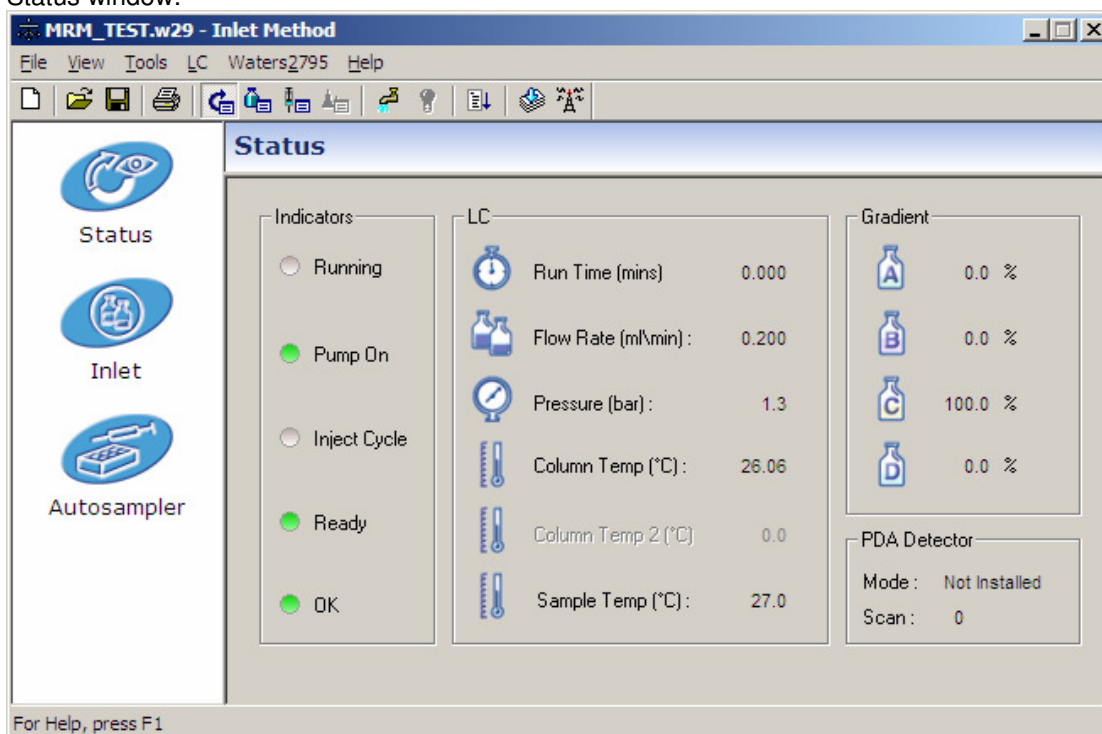 Status window.
MRM_TEST.w29 - Inlet Method
File View Tools LC Waters2795 Help
Status
Status
Inlet
Autosampler
Indicators
Running
Pump On
Inject Cycle
Ready
OK
LC
Run Time (mins) 0.000
Flow Rate (ml\min) : 0.200
Pressure (bar) : 1.3
Column Temp (°C) : 26.06
Column Temp 2 (°C) 0.0
Sample Temp (°C) : 27.0
Gradient
A 0.0 %
B 0.0 %
C 100.0 %
D 0.0 %
PDA Detector
Mode : Not Installed
Scan : 0
For Help, press F1